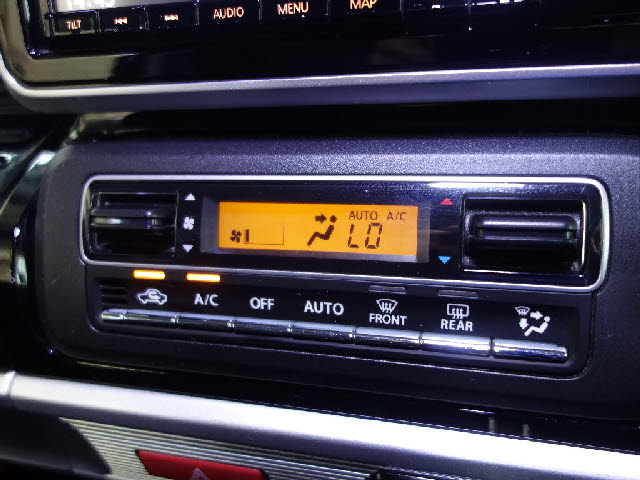 TILT AUDIO MENU MAP
AUTO A/C
LO
A/C OFF AUTO FRONT REAR